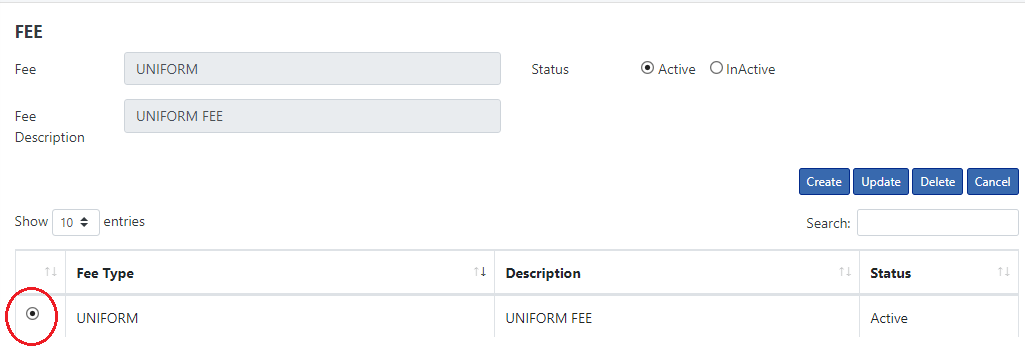 FEE
Fee UNIFORM Status Active InActive
Fee
Description UNIFORM FEE
Create Update Delete Cancel
Show 10 entries Search:
Fee Type Description Status
UNIFORM UNIFORM FEE Active